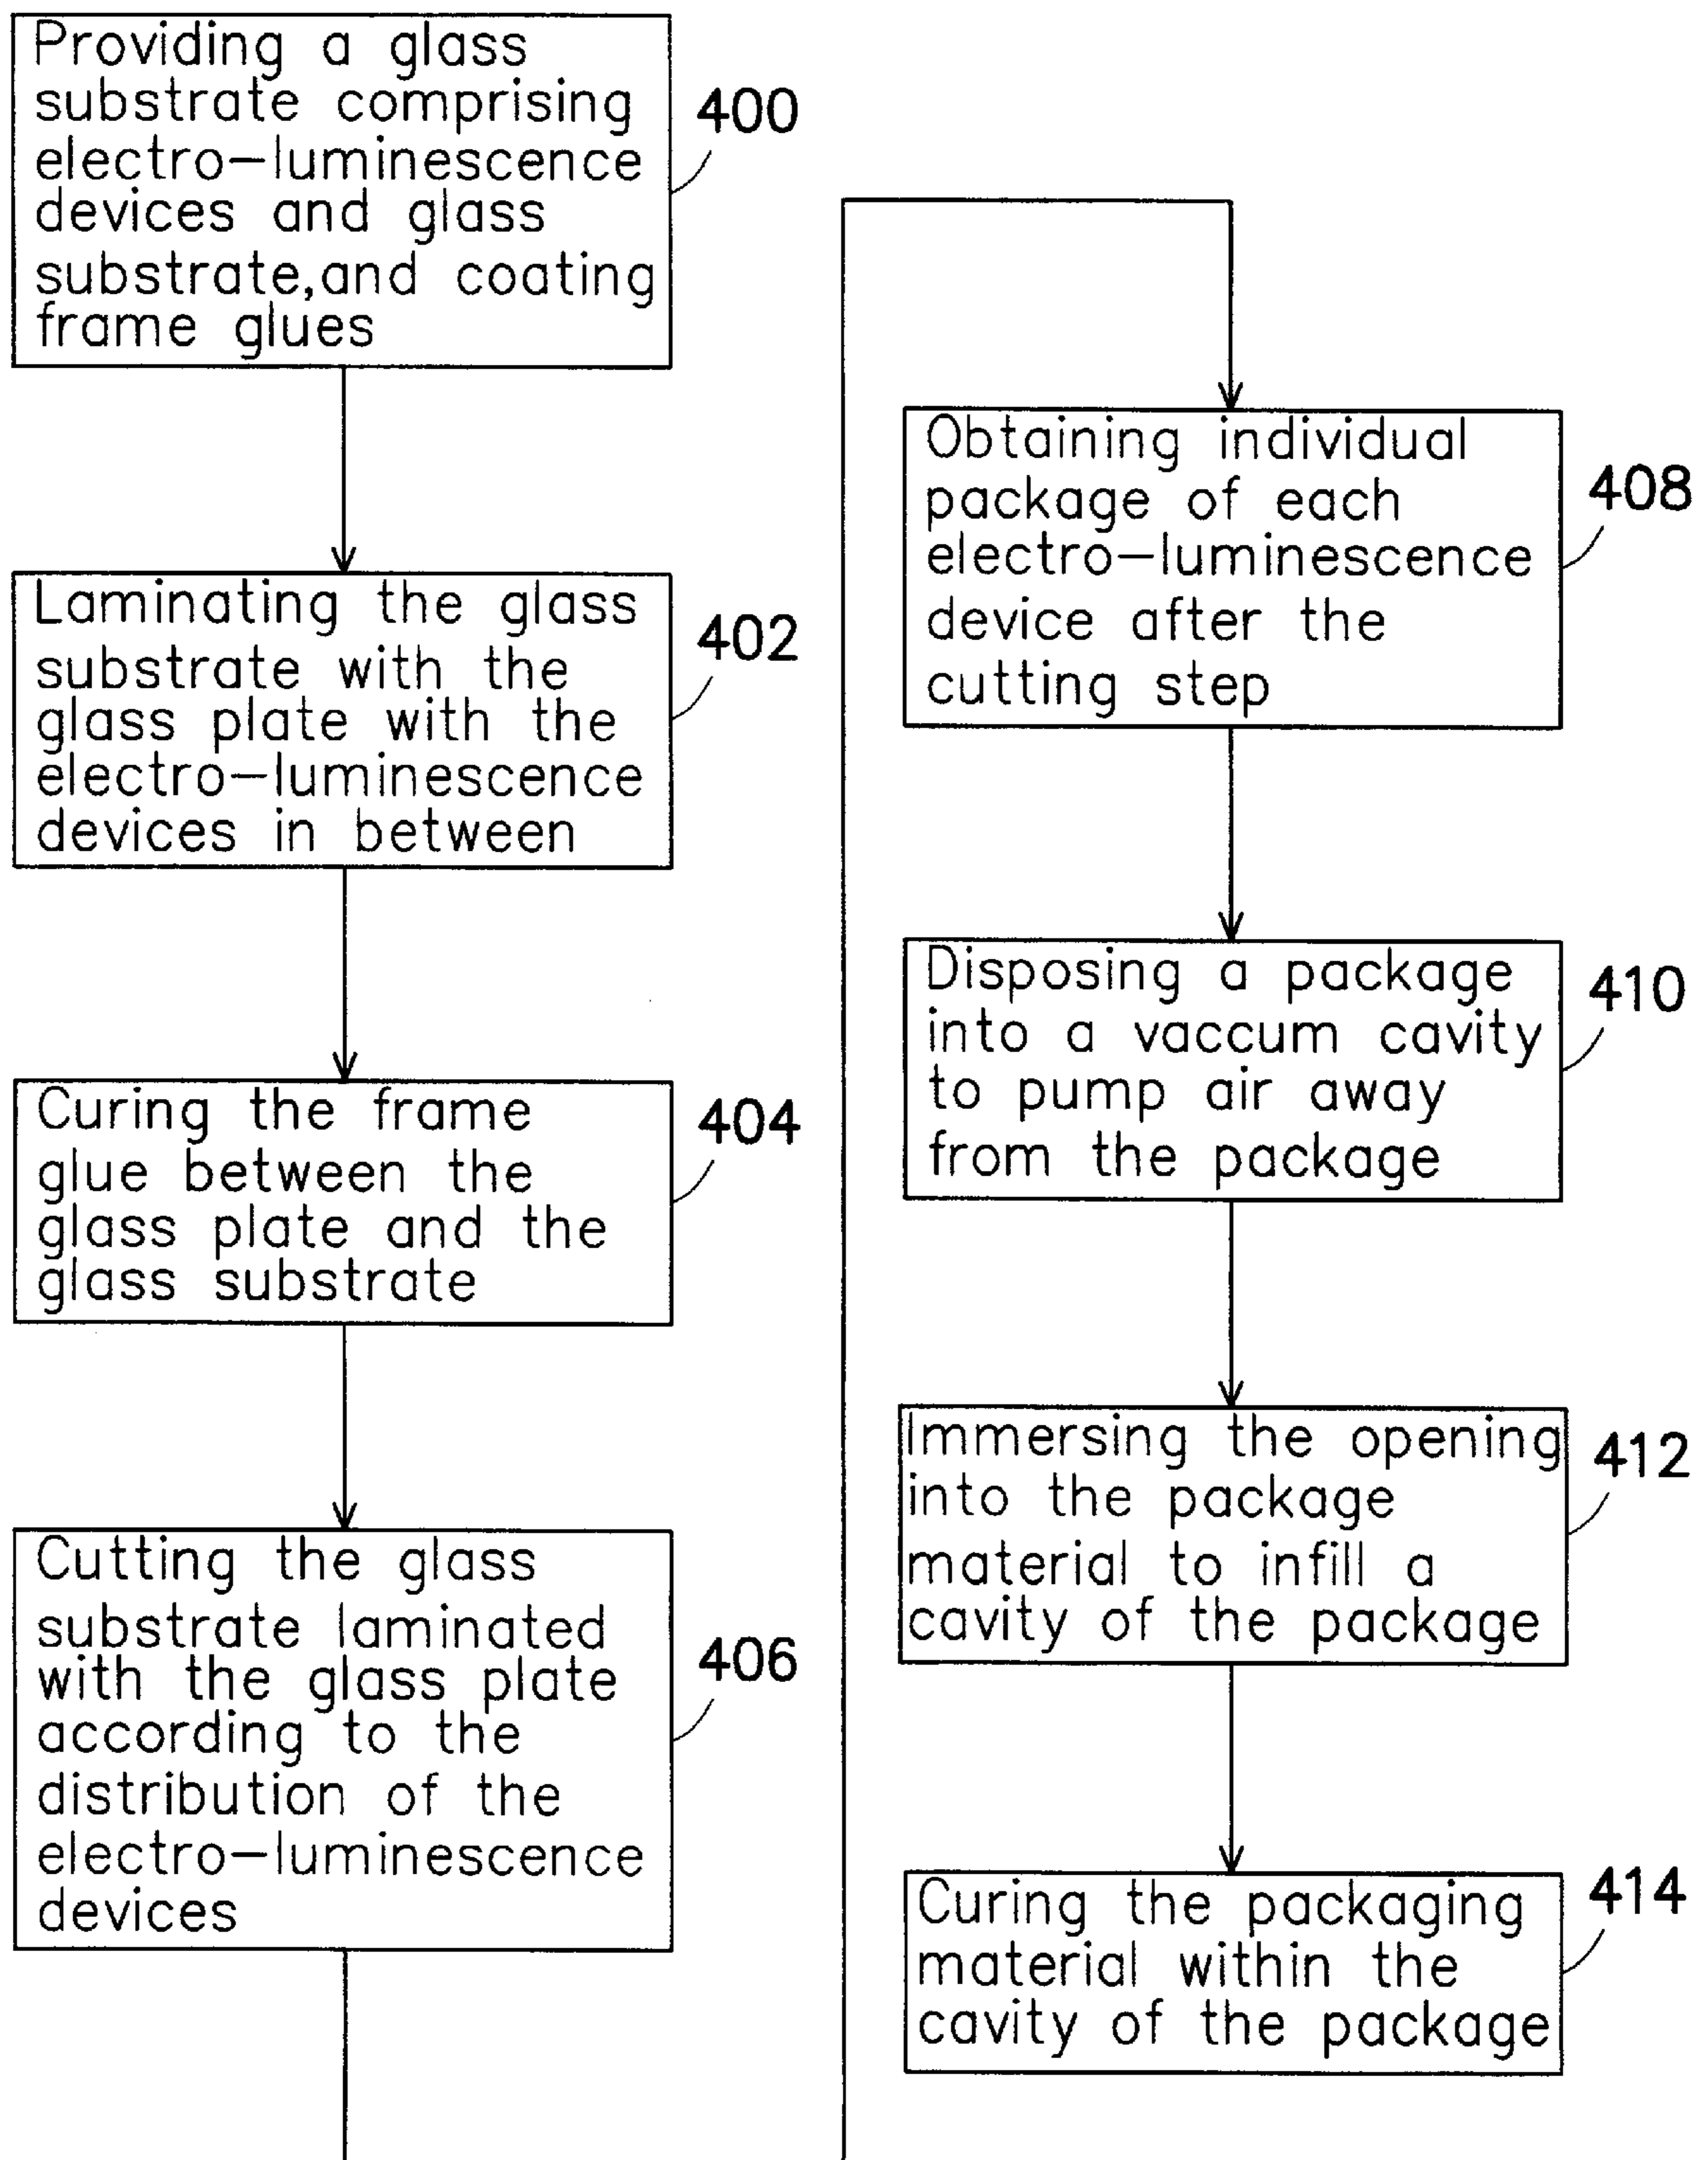 Providing a glass
substrate comprising
electro-luminescence
devices and glass
substrate,and coating
frame glues
400
Laminating the glass
substrate with the
glass plate with the
electro-luminescence
devices in between
402
Curing the frame
glue between the
glass plate and the
glass substrate
404
Cutting the glass
substrate laminated
with the glass plate
according to the
distribution of the
electro-luminescence
devices
406
Obtaining individual
package of each
electro-luminescence
device after the
cutting step
408
Disposing a package
into a vaccum cavity
to pump air away
from the package
410
Immersing the opening
into the package
material to infill a
cavity of the package
412
Curing the packaging
material within the
cavity of the package
414